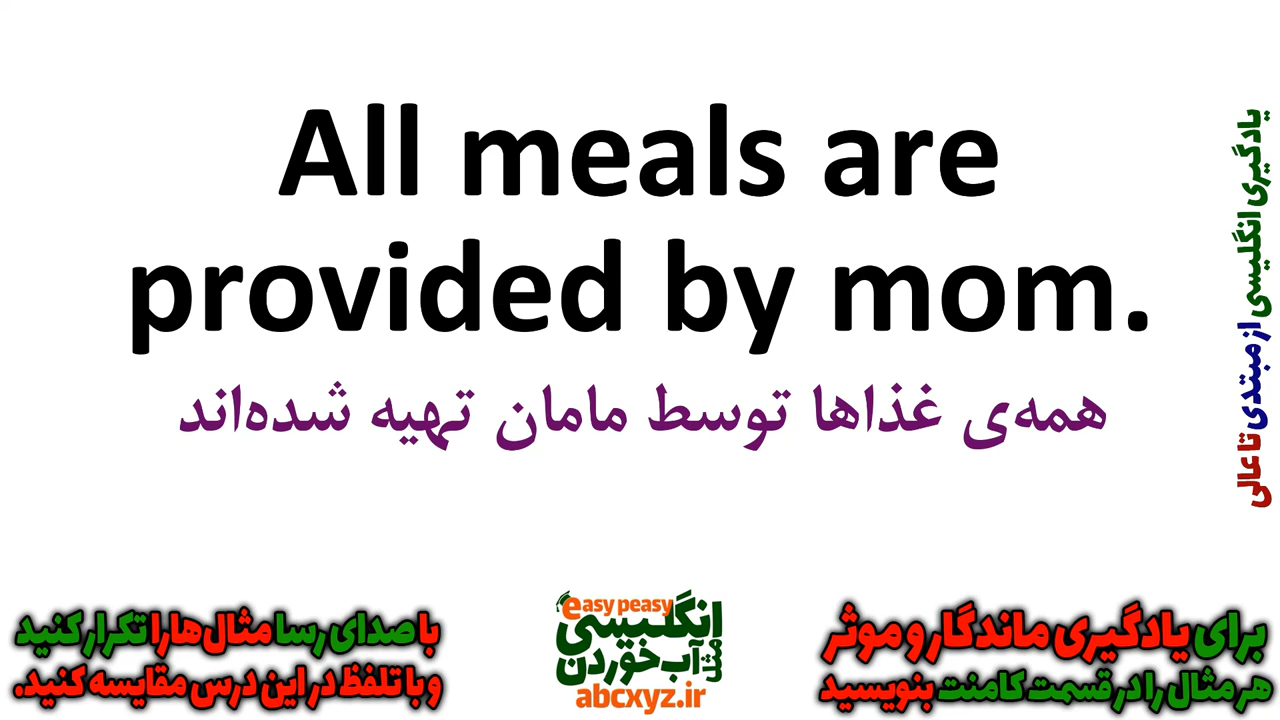 All meals are
provided by mom.
همه‌ی غذاها توسط مامان تهیه شده‌اند
یادگیری انگلیسی از مبتدی تا عالی
برای یادگیری ماندگار و موثر
هر مثال را در قسمت کامنت بنویسید
easy peasy
انگلیسی
مثل
آب خوردن
abcxyz.ir
با صدای رسا مثال‌ها را تکرار کنید
و با تلفظ در این درس مقایسه کنید.